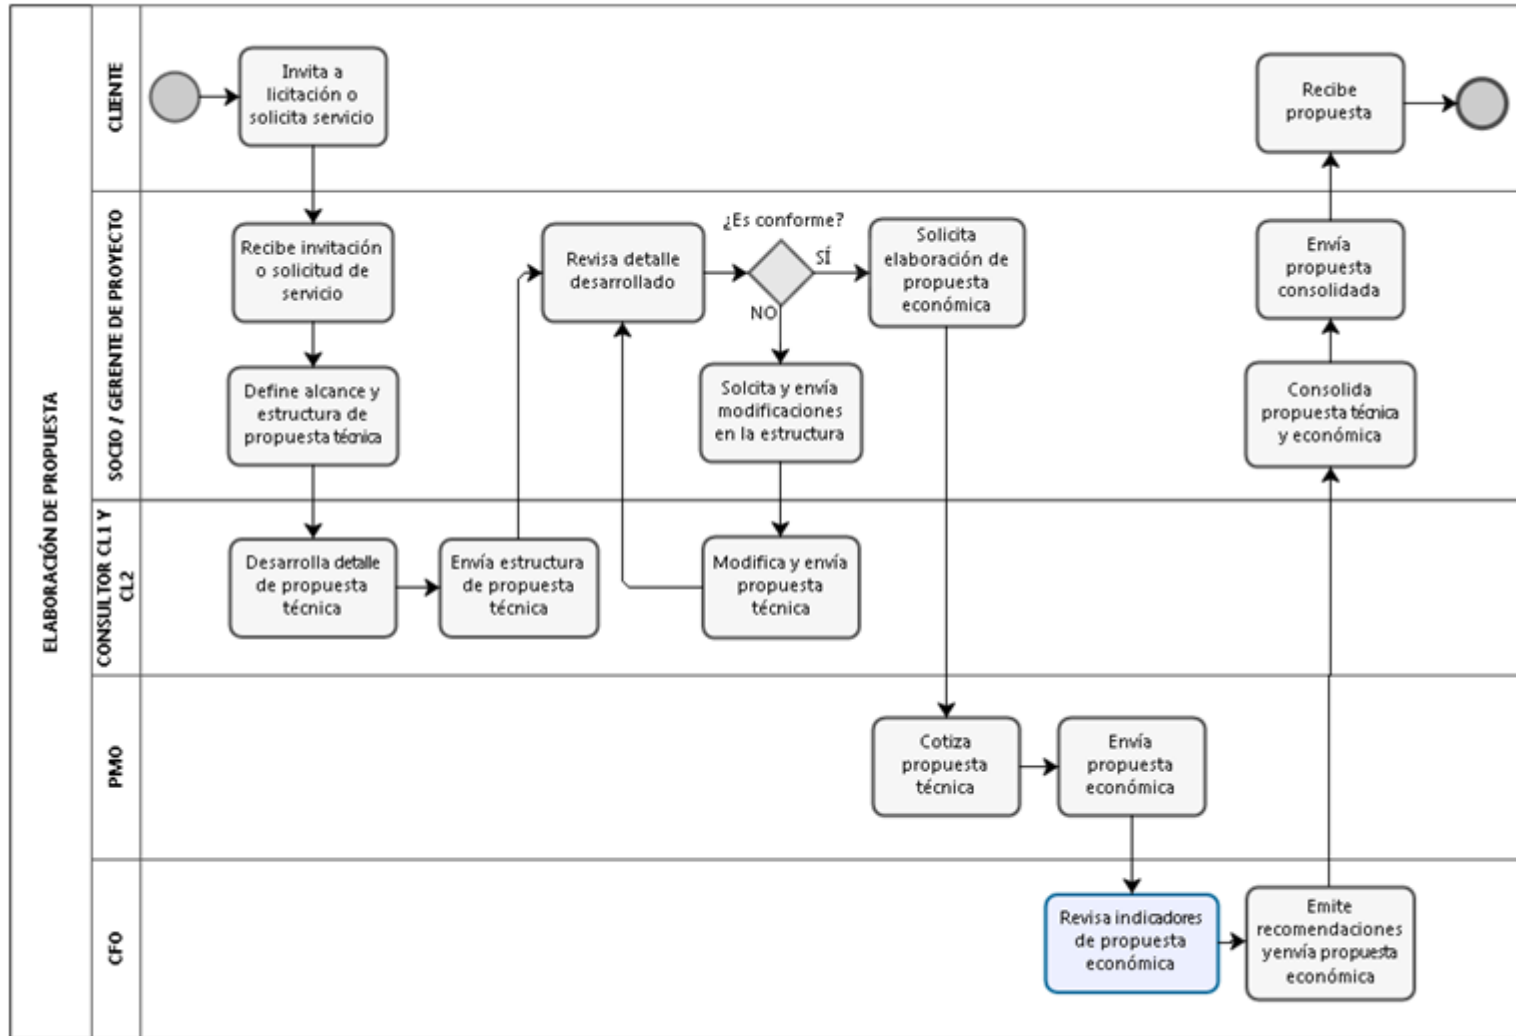 ELABORACIÓN DE PROPUESTA
CLIENTE
Invita a
licitación o
solicita servicio
Recibe
propuesta
SOCIO / GERENTE DE PROYECTO
Recibe invitación
o solicitud de
servicio
Define alcance y
estructura de
propuesta técnica
Revisa detalle
desarrollado
¿Es conforme?
SÍ
NO
Solicita
elaboración de
propuesta
económica
Solcita y envía
modificaciones
en la estructura
Envía
propuesta
consolidada
Consolida
propuesta técnica
y económica
CONSULTOR CL1 Y
CL2
Desarrolla detalle
de propuesta
técnica
Envía estructura
de propuesta
técnica
Modifica y envía
propuesta
técnica
PMO
Cotiza
propuesta
técnica
Envía
propuesta
económica
CFO
Revisa indicadores
de propuesta
económica
Emite
recomendaciones
y envía propuesta
económica